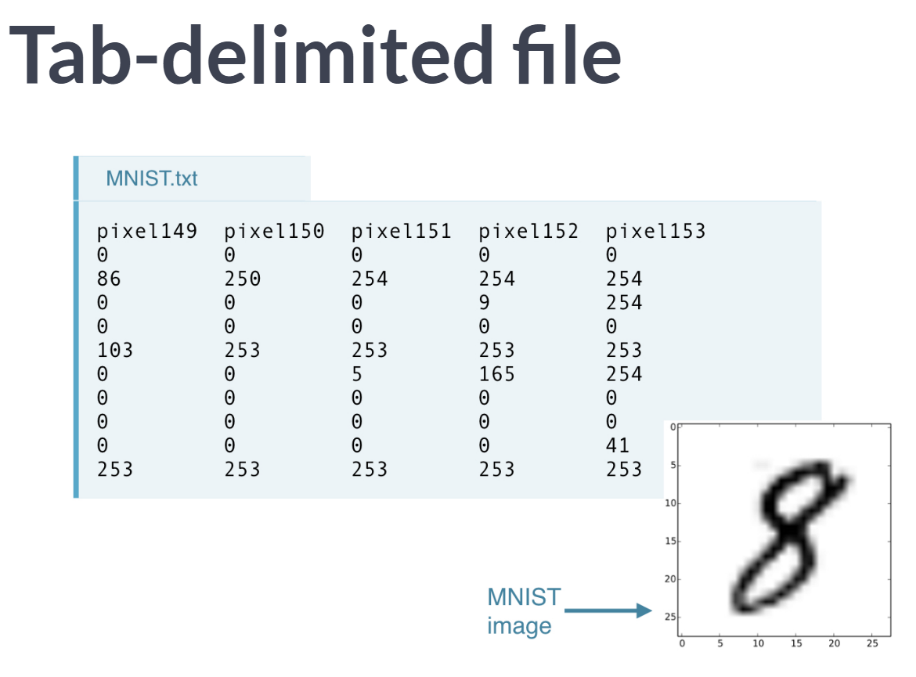 Tab-delimited file
MNIST.txt
pixel149 pixel150 pixel151 pixel152 pixel153
0 0 0 0 0
86 250 254 254 254
0 0 0 9 254
0 0 0 0 0
103 253 253 253 253
0 0 5 165 254
0 0 0 0 0
0 0 0 0 0
0 0 0 0 41
253 253 253 253 253
MNIST
image
0
5
10
15
20
25
0 5 10 15 20 25
8